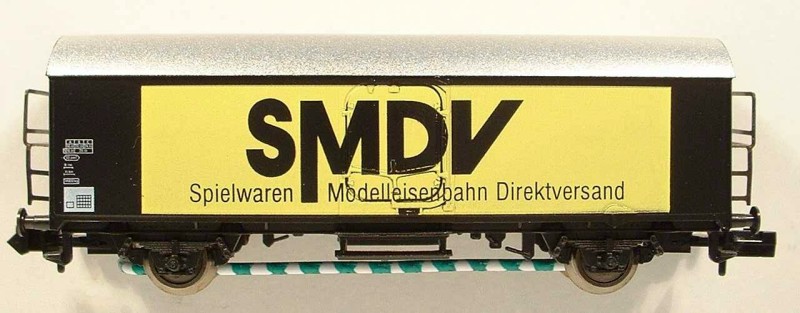 SMDV
Spielwaren Modelleisenbahn Direktversand